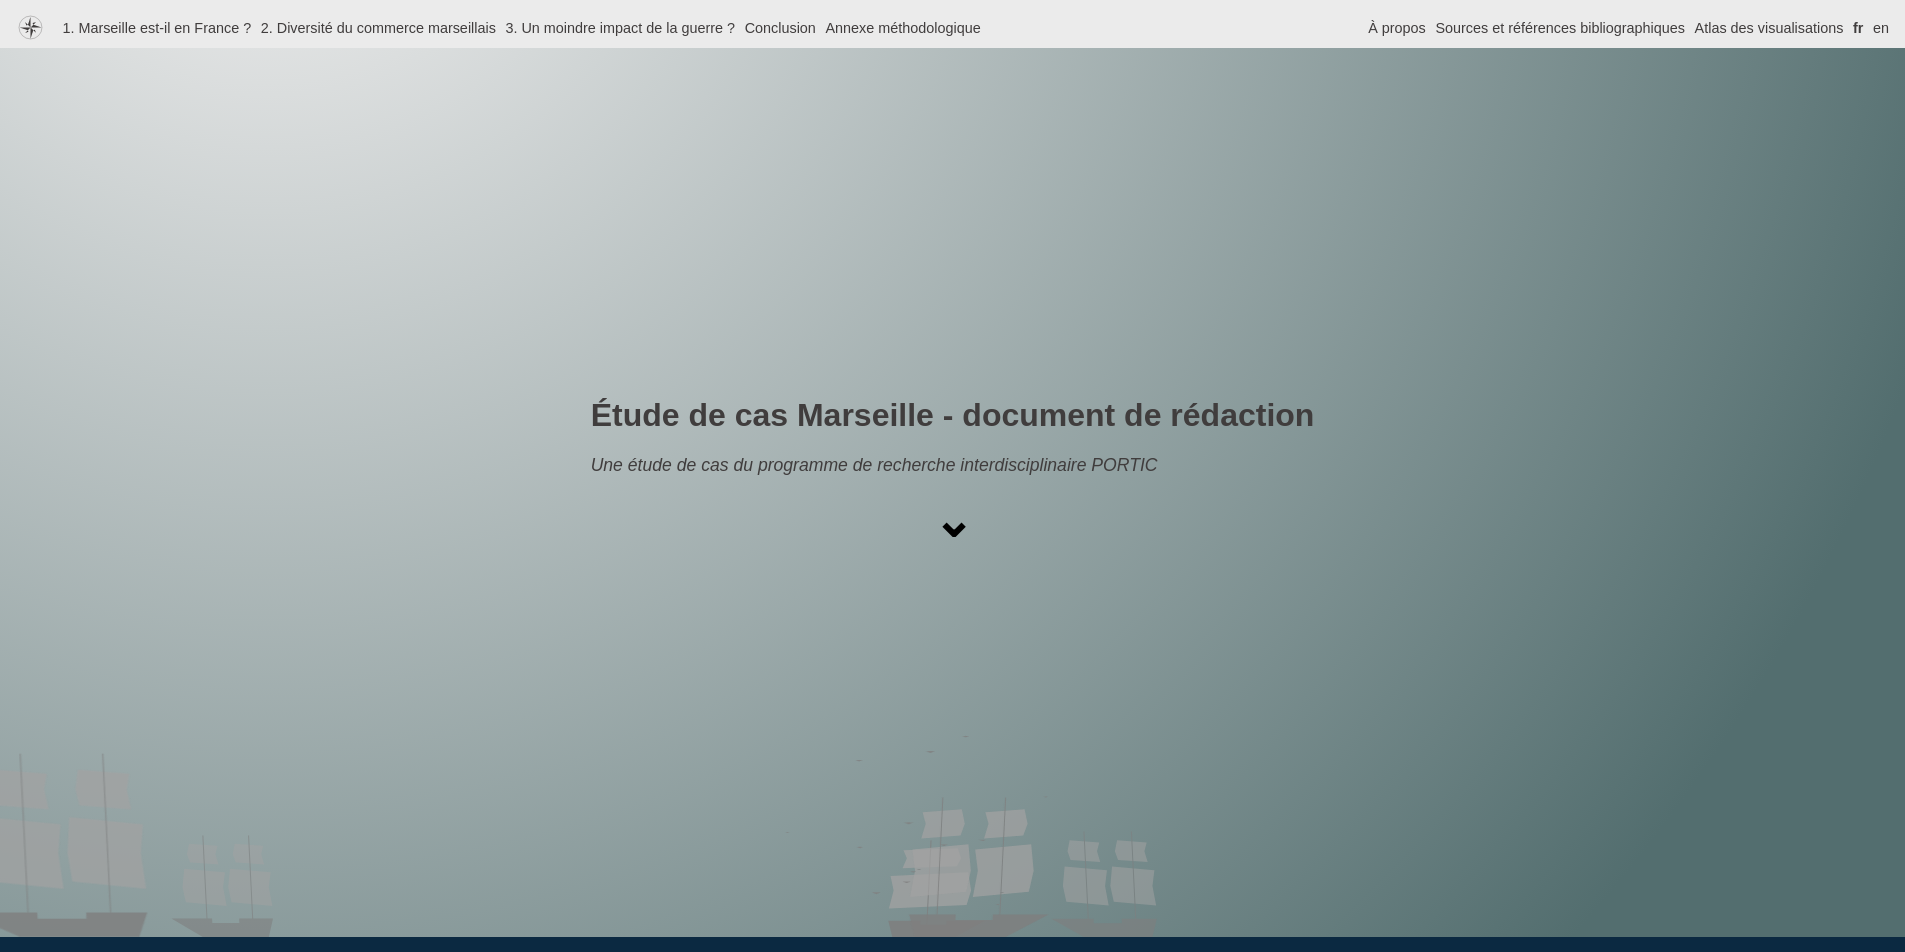 1. Marseille est-il en France ? 2. Diversité du commerce marseillais 3. Un moindre impact de la guerre ? Conclusion Annexe méthodologique À propos Sources et références bibliographiques Atlas des visualisations fr en
Étude de cas Marseille - document de rédaction
Une étude de cas du programme de recherche interdisciplinaire PORTIC